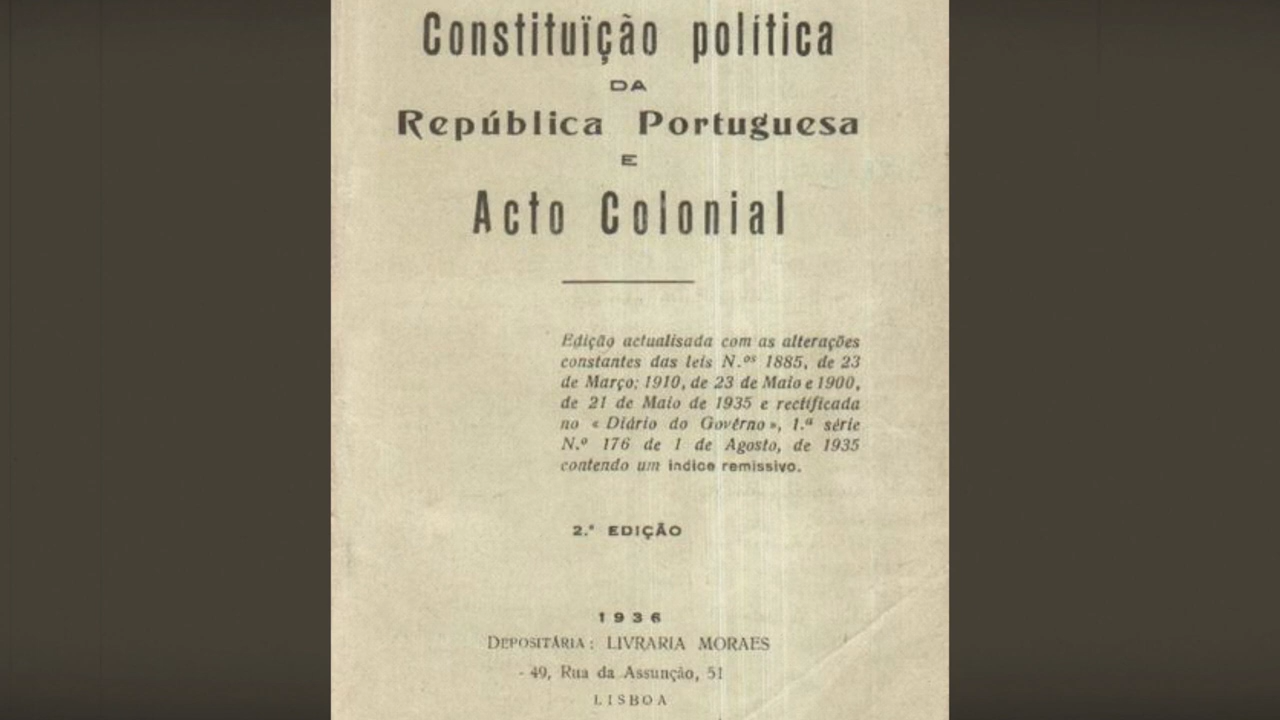 Constituïção política
DA
República Portuguesa
E
Acto Colonial
Edição actualisada com as alterações
constantes das leis N.ºs 1885, de 23
de Março; 1910, de 23 de Maio e 1900,
de 21 de Maio de 1935 e rectificada
no « Diário do Govêrno», 1.ª série
N.º 176 de 1 de Agosto, de 1935
contendo um índice remissivo.
2.ª EDIÇÃO
1936
DEPOSITÁRIA: LIVRARIA MORAES
- 49, Rua da Assunção, 51
LISBOA